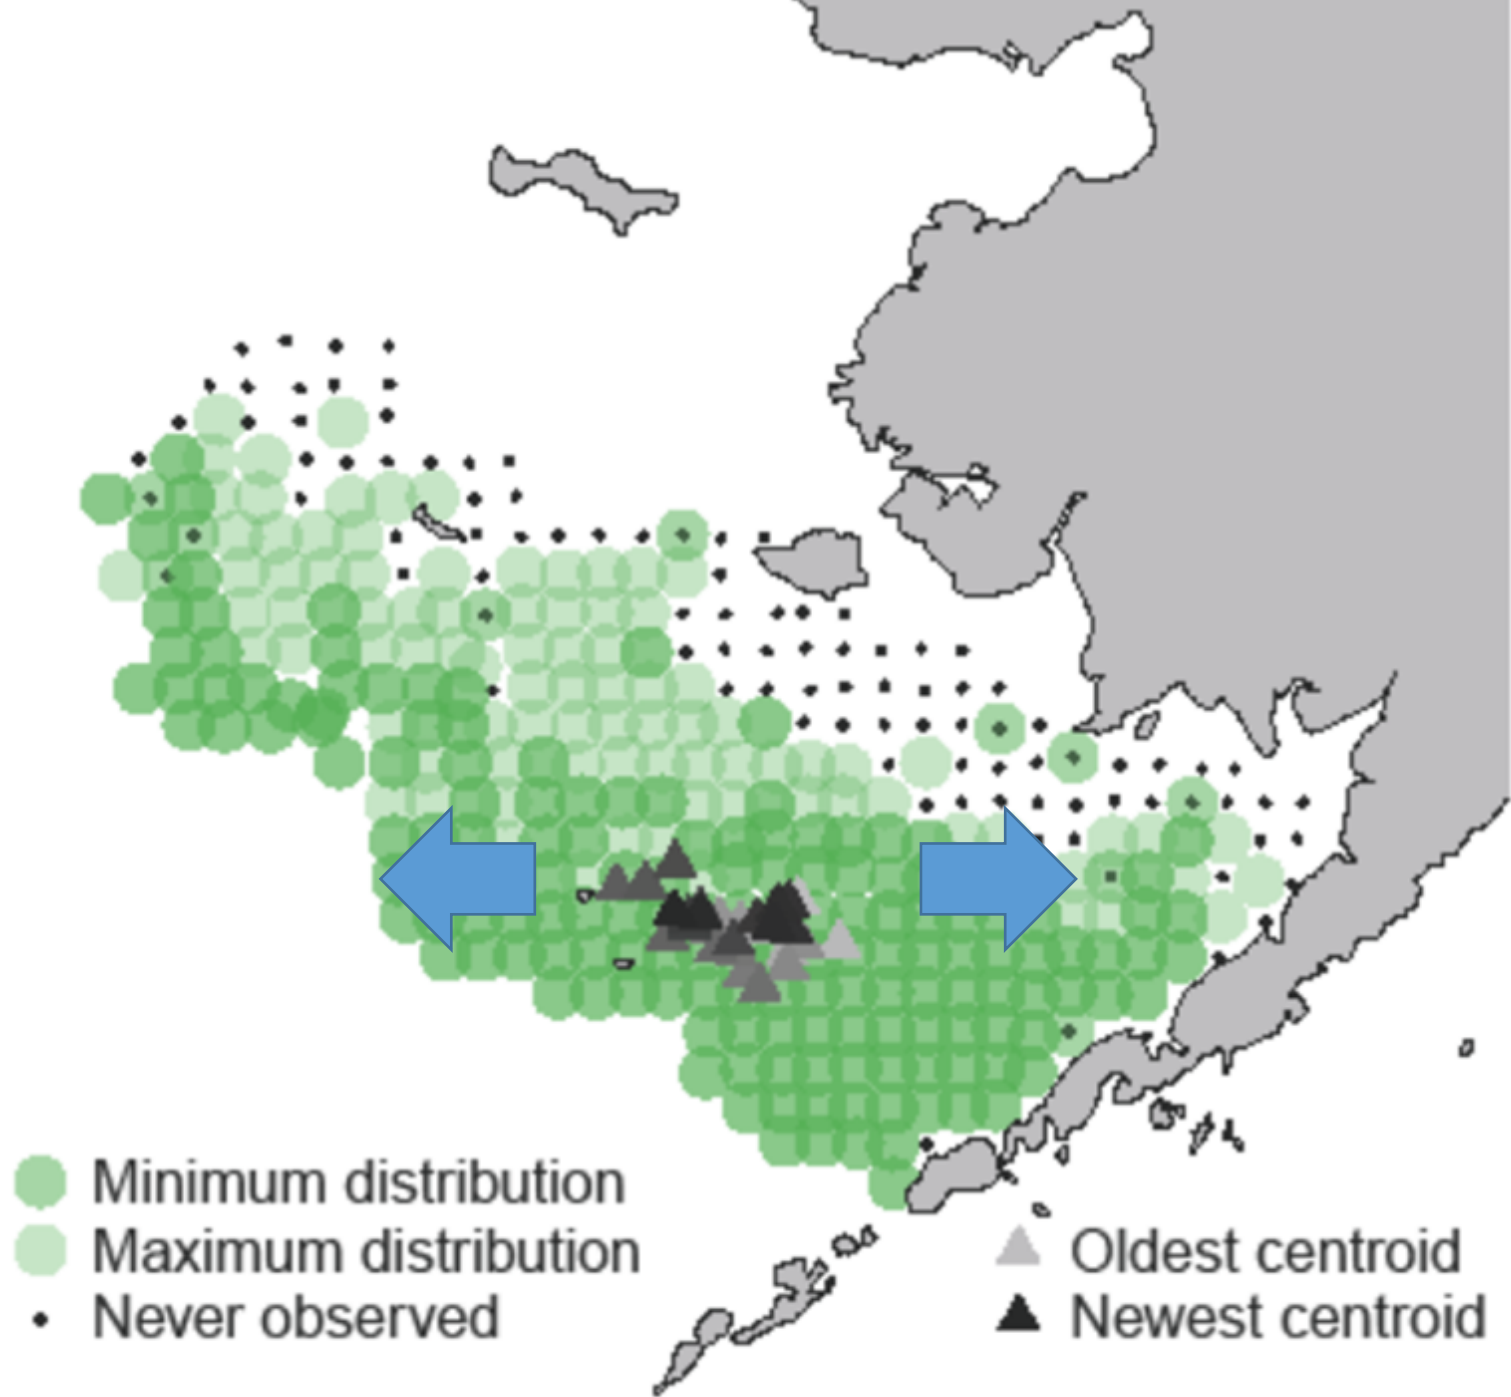 Minimum distribution
Maximum distribution
Never observed
Oldest centroid
Newest centroid